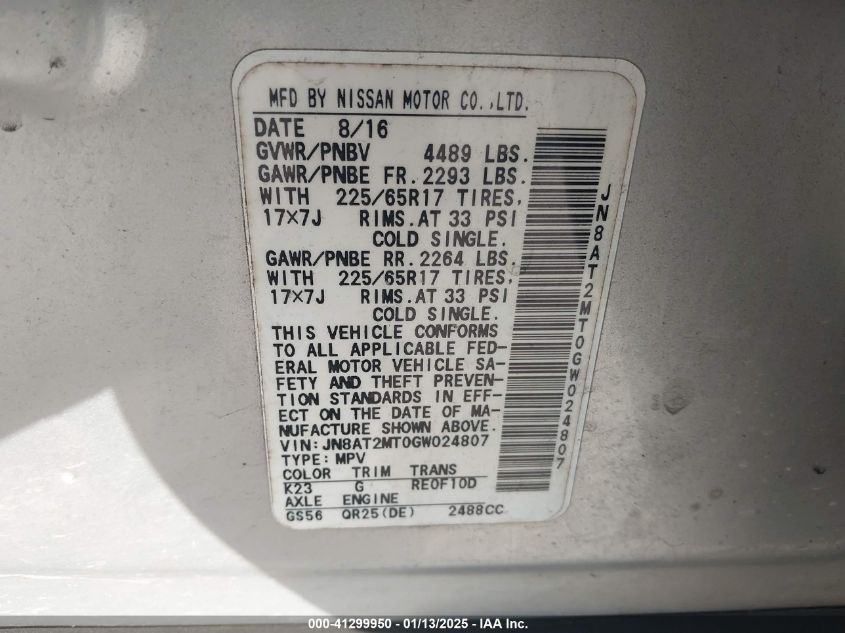 MFD BY NISSAN MOTOR CO.,LTD.
DATE 8/16
GVWR/PNBV 4489 LBS.
GAWR/PNBE FR.2293 LBS.
WITH 225/65R17 TIRES,
17×7J RIMS.AT 33 PSI
COLD SINGLE.
GAWR/PNBE RR.2264 LBS.
WITH 225/65R17 TIRES,
17×7J RIMS.AT 33 PSI
COLD SINGLE.
THIS VEHICLE CONFORMS
TO ALL APPLICABLE FED-
ERAL MOTOR VEHICLE SA-
FETY AND THEFT PREVEN-
TION STANDARDS IN EFF-
ECT ON THE DATE OF MA-
NUFACTURE SHOWN ABOVE.
VIN:JN8AT2MT0GW024807
TYPE:MPV
COLOR TRIM TRANS
K23 G RE0F10D
AXLE ENGINE
GS56 QR25(DE) 2488CC
JN8AT2MT0GW024807
000-41299950 - 01/13/2025 - IAA Inc.